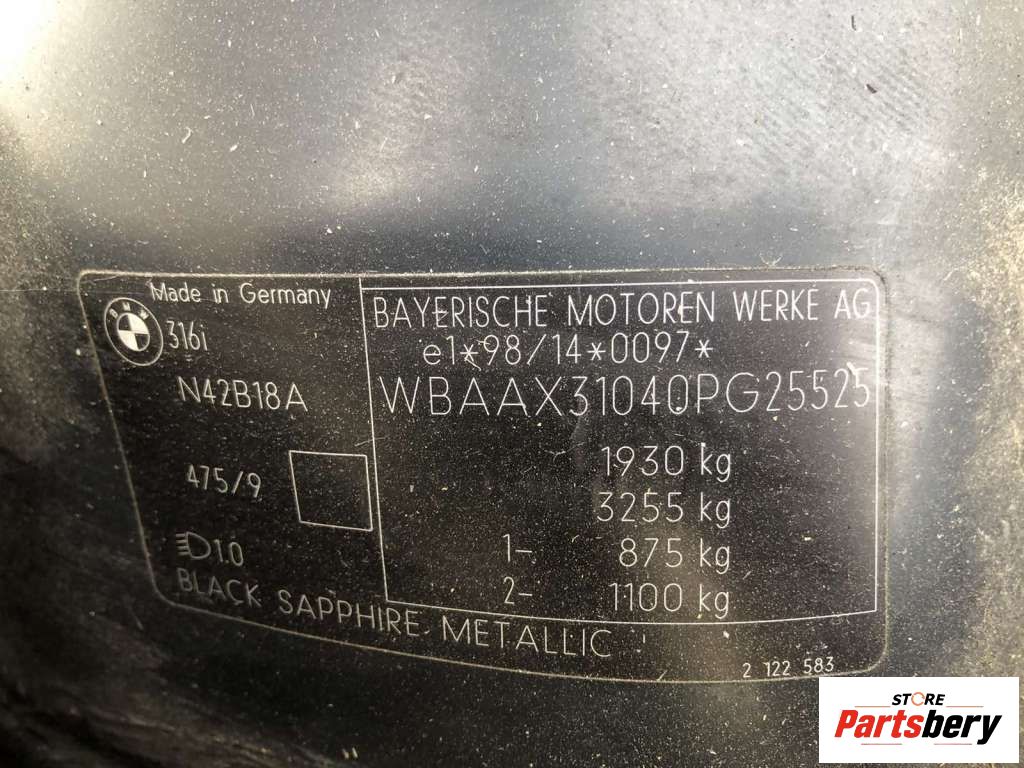 Made in Germany
BMW
316i
N42B18A
475/9
1.0
BLACK SAPPHIRE METALLIC
BAYERISCHE MOTOREN WERKE AG
e1*98/14*0097*
WBAAX31040PG25525
1930 kg
3255 kg
1- 875 kg
2- 1100 kg
2 122 583
STORE
Partsbery